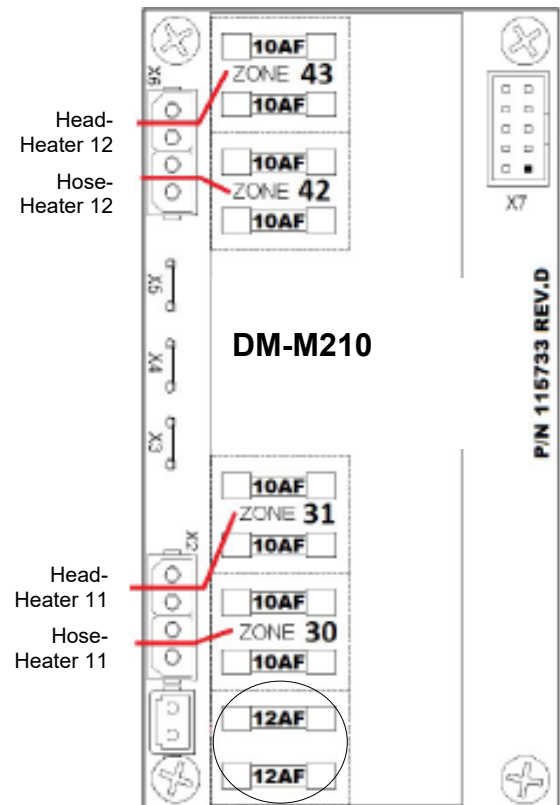 10AF
X6
ZONE 43
10AF
Head-
Heater 12
10AF
Hose-
Heater 12
ZONE 42
10AF
X7
X5
X4
X3
DM-M210
P/N 115733 REV.D
10AF
ZONE 31
10AF
X2
Head-
Heater 11
10AF
Hose-
Heater 11
ZONE 30
10AF
12AF
12AF